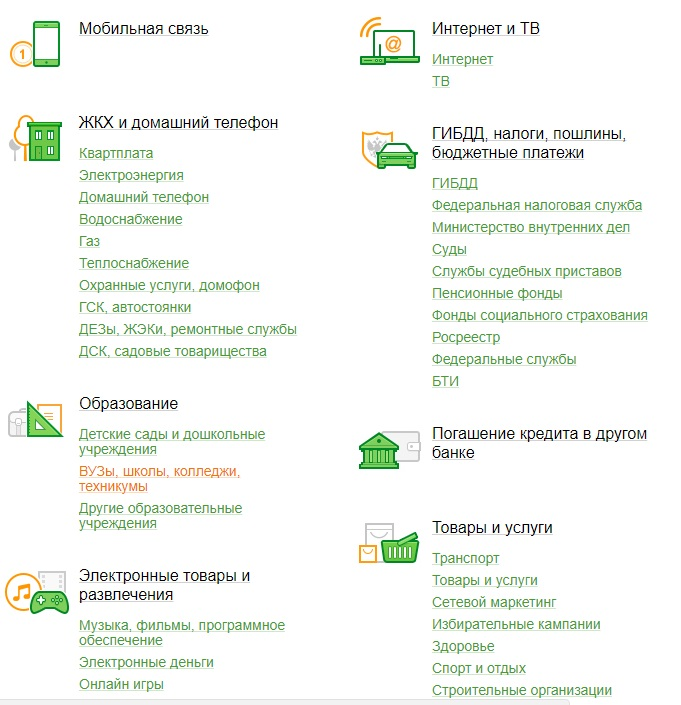 Мобильная связь
ЖКХ и домашний телефон
Квартплата
Электроэнергия
Домашний телефон
Водоснабжение
Газ
Теплоснабжение
Охранные услуги, домофон
ГСК, автостоянки
ДЕЗы, ЖЭКи, ремонтные службы
ДСК, садовые товарищества
Образование
Детские сады и дошкольные
учреждения
ВУЗы, школы, колледжи,
техникумы
Другие образовательные
учреждения
Электронные товары и
развлечения
Музыка, фильмы, программное
обеспечение
Электронные деньги
Онлайн игры
Интернет и ТВ
Интернет
ТВ
ГИБДД, налоги, пошлины,
бюджетные платежи
ГИБДД
Федеральная налоговая служба
Министерство внутренних дел
Суды
Службы судебных приставов
Пенсионные фонды
Фонды социального страхования
Росреестр
Федеральные службы
БТИ
Погашение кредита в другом
банке
Товары и услуги
Транспорт
Товары и услуги
Сетевой маркетинг
Избирательные кампании
Здоровье
Спорт и отдых
Строительные организации